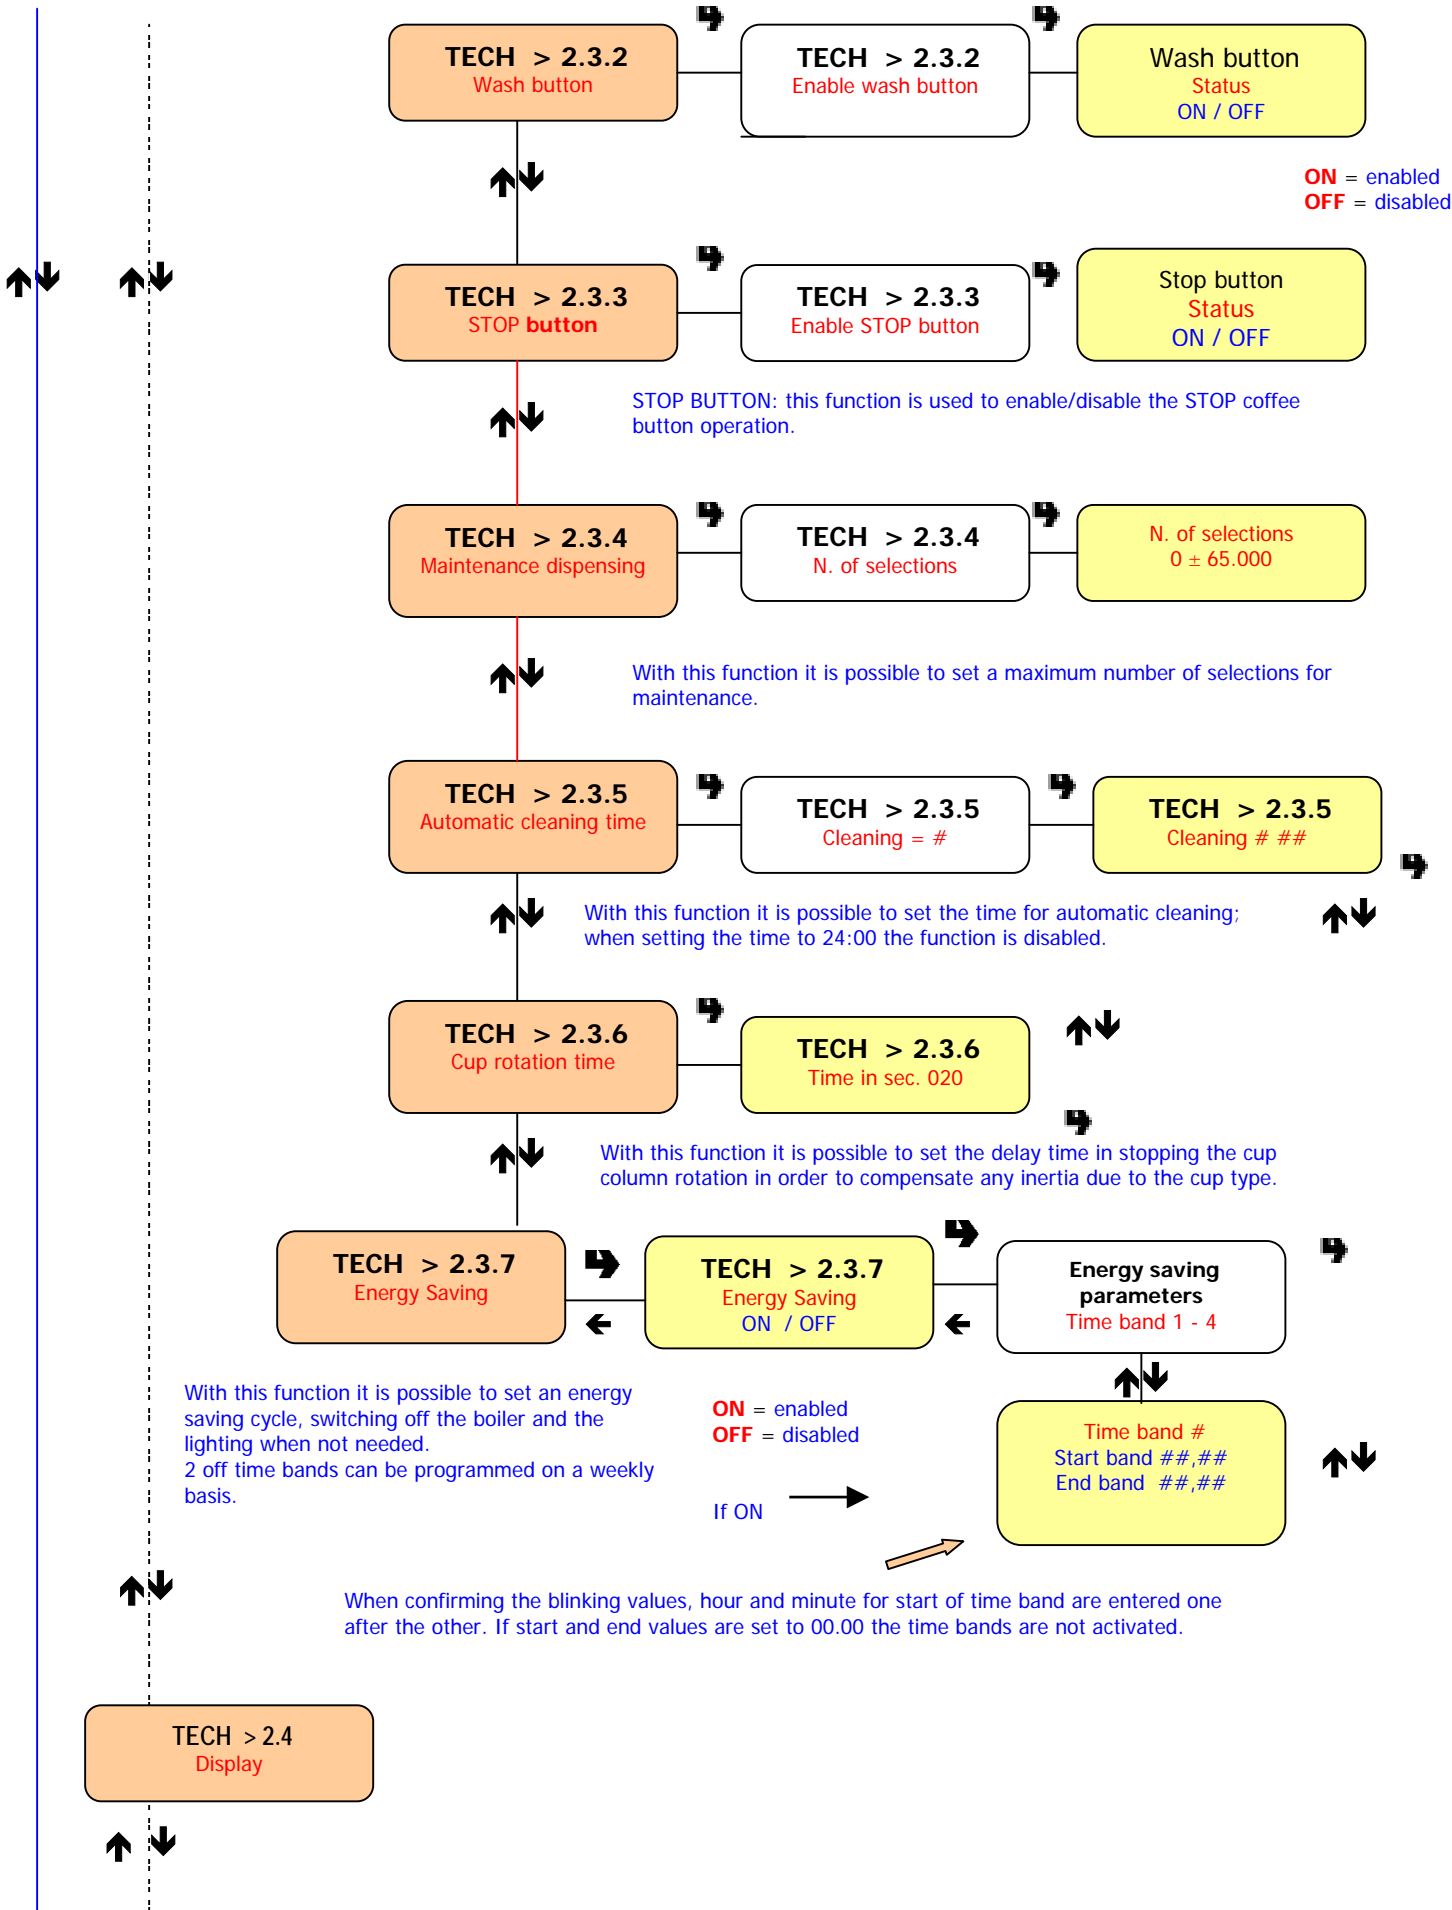 TECH > 2.3.2
Wash button
TECH > 2.3.2
Enable wash button
Wash button
Status
ON / OFF
ON = enabled
OFF = disabled
TECH > 2.3.3
STOP button
TECH > 2.3.3
Enable STOP button
Stop button
Status
ON / OFF
STOP BUTTON: this function is used to enable/disable the STOP coffee
button operation.
TECH > 2.3.4
Maintenance dispensing
TECH > 2.3.4
N. of selections
N. of selections
0 ± 65.000
With this function it is possible to set a maximum number of selections for
maintenance.
TECH > 2.3.5
Automatic cleaning time
TECH > 2.3.5
Cleaning = #
TECH > 2.3.5
Cleaning # ##
With this function it is possible to set the time for automatic cleaning;
when setting the time to 24:00 the function is disabled.
TECH > 2.3.6
Cup rotation time
TECH > 2.3.6
Time in sec. 020
With this function it is possible to set the delay time in stopping the cup
column rotation in order to compensate any inertia due to the cup type.
TECH > 2.3.7
Energy Saving
TECH > 2.3.7
Energy Saving
ON / OFF
Energy saving
parameters
Time band 1 - 4
With this function it is possible to set an energy
saving cycle, switching off the boiler and the
lighting when not needed.
2 off time bands can be programmed on a weekly
basis.
ON = enabled
OFF = disabled
If ON
Time band #
Start band ##,##
End band ##,##
When confirming the blinking values, hour and minute for start of time band are entered one
after the other. If start and end values are set to 00.00 the time bands are not activated.
TECH > 2.4
Display